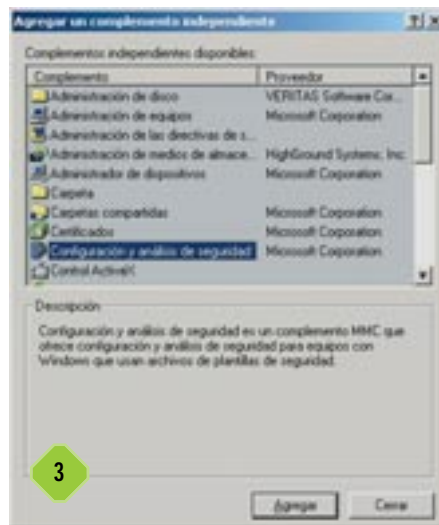 Agregar un complemento independiente
Complementos independientes disponibles:
Complemento Proveedor
Administración de disco VERITAS Software Cor...
Administración de equipos Microsoft Corporation
Administración de las directivas de s...
Administración de medios de almace... HighGround Systems, Inc.
Administrador de dispositivos Microsoft Corporation
Carpeta
Carpetas compartidas Microsoft Corporation
Certificados Microsoft Corporation
Configuración y análisis de seguridad Microsoft Corporation
Control ActiveX
Descripción
Configuración y análisis de seguridad es un complemento MMC que
ofrece configuración y análisis de seguridad para equipos con
Windows que usan archivos de plantillas de seguridad.
3
Agregar Cerrar